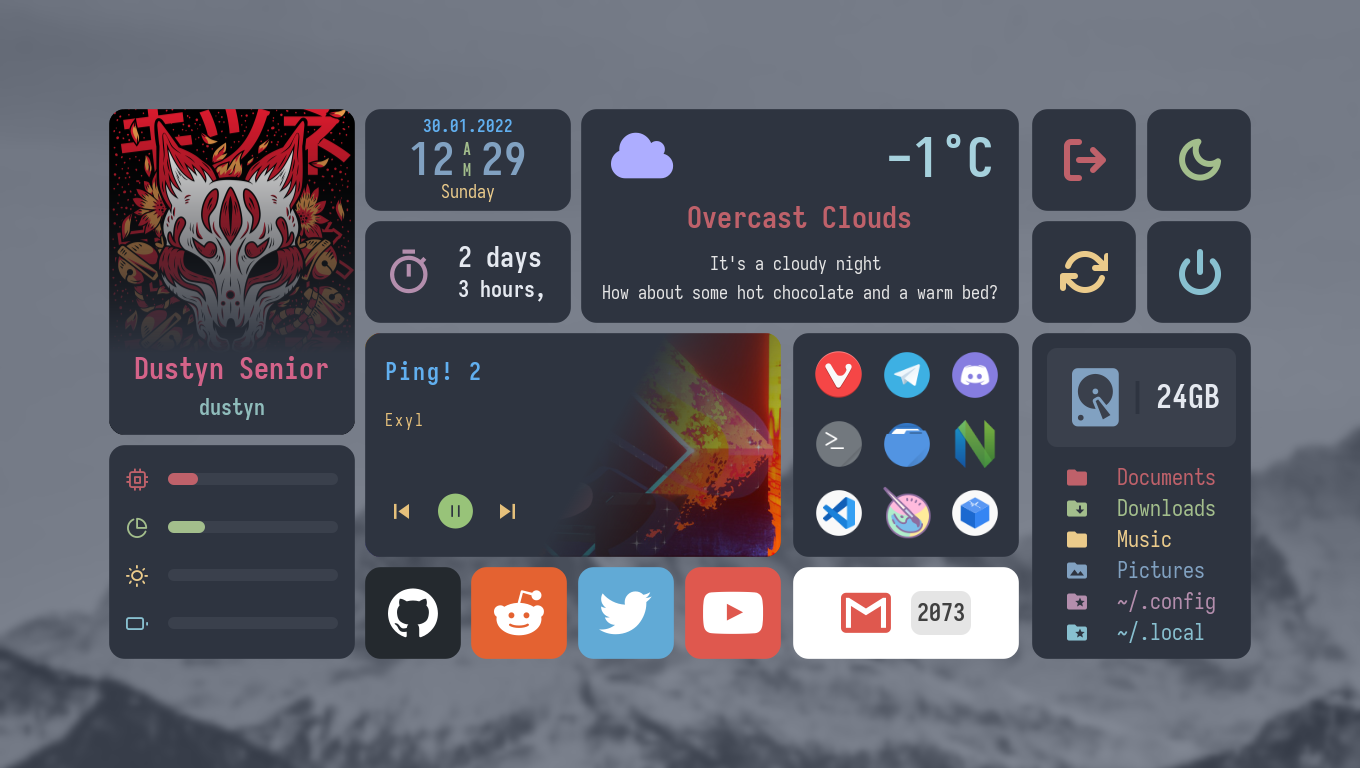 キツネ
Dustyn Senior
dustyn
30.01.2022
12 AM 29
Sunday
2 days
3 hours,
-1°C
Overcast Clouds
It's a cloudy night
How about some hot chocolate and a warm bed?
Ping! 2
Exyl
2073
24GB
Documents
Downloads
Music
Pictures
~/.config
~/.local